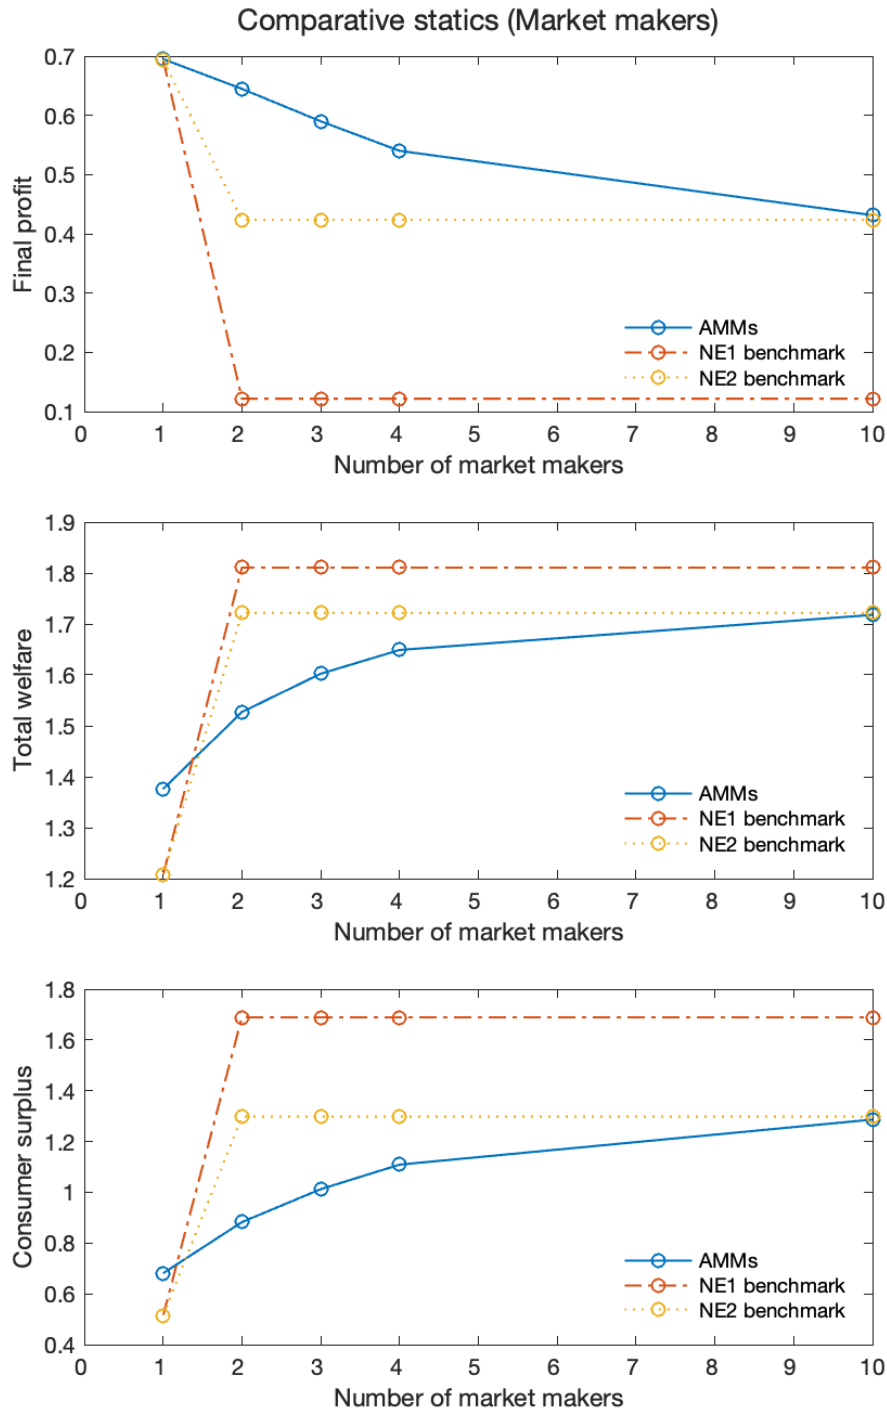 Comparative statics (Market makers)
0.7
0.6
0.5
0.4
0.3
0.2
0.1
Final profit
AMMs
NE1 benchmark
NE2 benchmark
0 1 2 3 4 5 6 7 8 9 10
Number of market makers
1.9
1.8
1.7
1.6
1.5
1.4
1.3
1.2
Total welfare
AMMs
NE1 benchmark
NE2 benchmark
0 1 2 3 4 5 6 7 8 9 10
Number of market makers
1.8
1.6
1.4
1.2
1
0.8
0.6
0.4
Consumer surplus
AMMs
NE1 benchmark
NE2 benchmark
0 1 2 3 4 5 6 7 8 9 10
Number of market makers